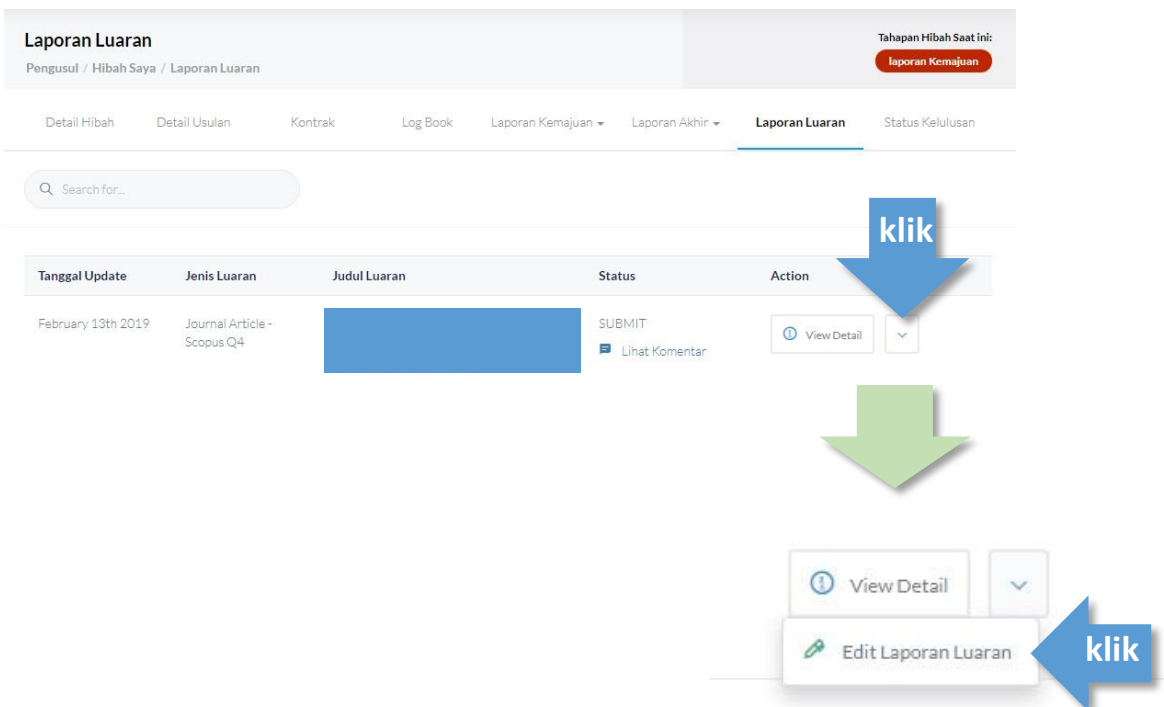 Laporan Luaran
Tahapan Hibah Saat ini:
Pengusul / Hibah Saya / Laporan Luaran
laporan Kemajuan
Detail Hibah Detail Usulan Kontrak Log Book Laporan Kemajuan Laporan Akhir Laporan Luaran Status Kelulusan
Search for...
klik
Tanggal Update Jenis Luaran Judul Luaran Status Action
February 13th 2019 Journal Article - SUBMIT View Detail
Scopus Q4 Lihat Komentar
View Detail
Edit Laporan Luaran
klik